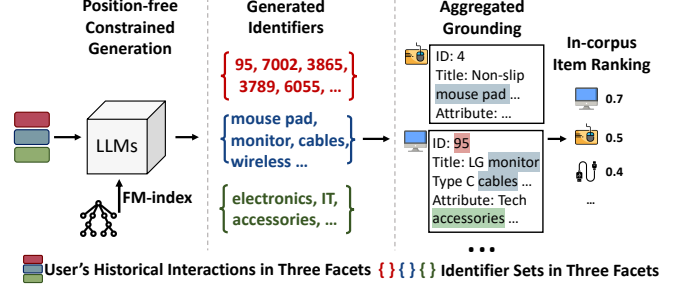 Position-free
Constrained
Generation
Generated
Identifiers
Aggregated
Grounding
In-corpus
Item Ranking
LLMs
FM-index
95, 7002, 3865,
3789, 6055, ...
mouse pad,
monitor, cables,
wireless ...
electronics, IT,
accessories, ...
ID: 4
Title: Non-slip
mouse pad ...
Attribute: ...
ID: 95
Title: LG monitor
Type C cables ...
Attribute: Tech
accessories ...
...
0.7
0.5
0.4
...
User's Historical Interactions in Three Facets { } { } { } Identifier Sets in Three Facets